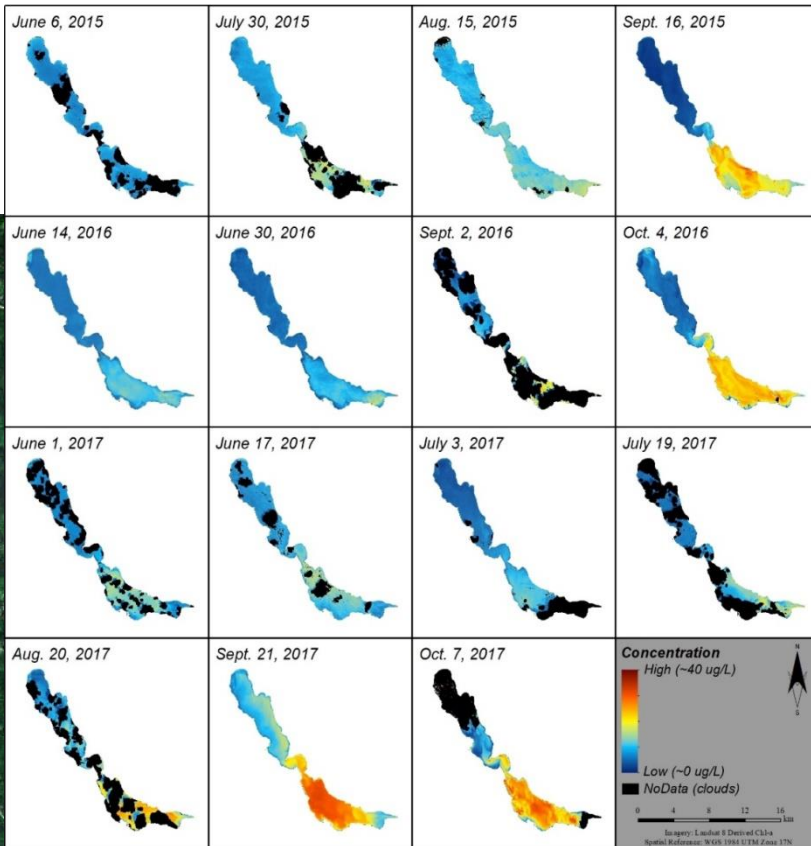 June 6, 2015
July 30, 2015
Aug. 15, 2015
Sept. 16, 2015
June 14, 2016
June 30, 2016
Sept. 2, 2016
Oct. 4, 2016
June 1, 2017
June 17, 2017
July 3, 2017
July 19, 2017
Aug. 20, 2017
Sept. 21, 2017
Oct. 7, 2017
Concentration
High (~40 ug/L)
Low (~0 ug/L)
NoData (clouds)
N
S
0 4 8 12 16
km
Imagery: Landsat 8 Derived Chl-a
Spatial Reference: WGS 1984 UTM Zone 17N